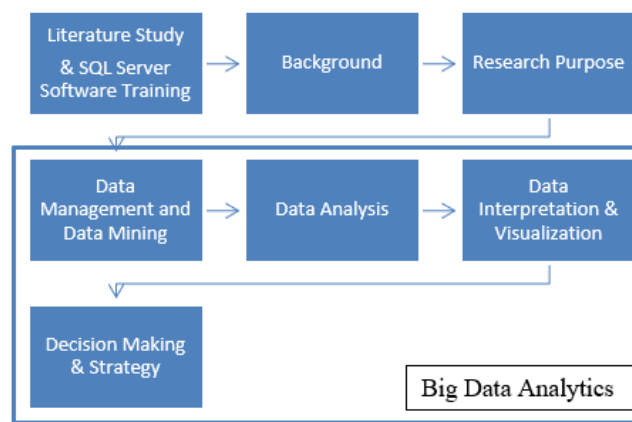 Literature Study
& SQL Server
Software Training
Background
Research Purpose
Data
Management and
Data Mining
Data Analysis
Data
Interpretation &
Visualization
Decision Making
& Strategy
Big Data Analytics